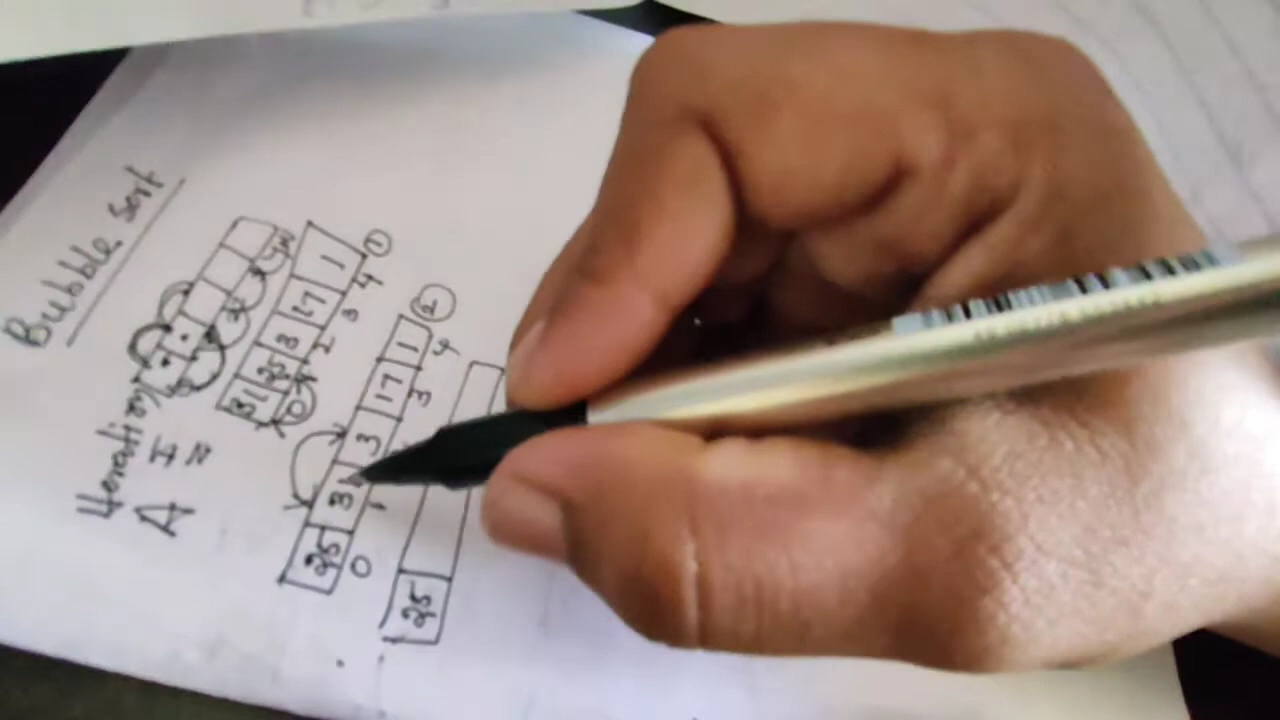 Bubble sort
Iteration
A I
N
31 25 3 17 1
0 1 2 3 4
①
25 31 3 17 1
0 1 3 4
②
25